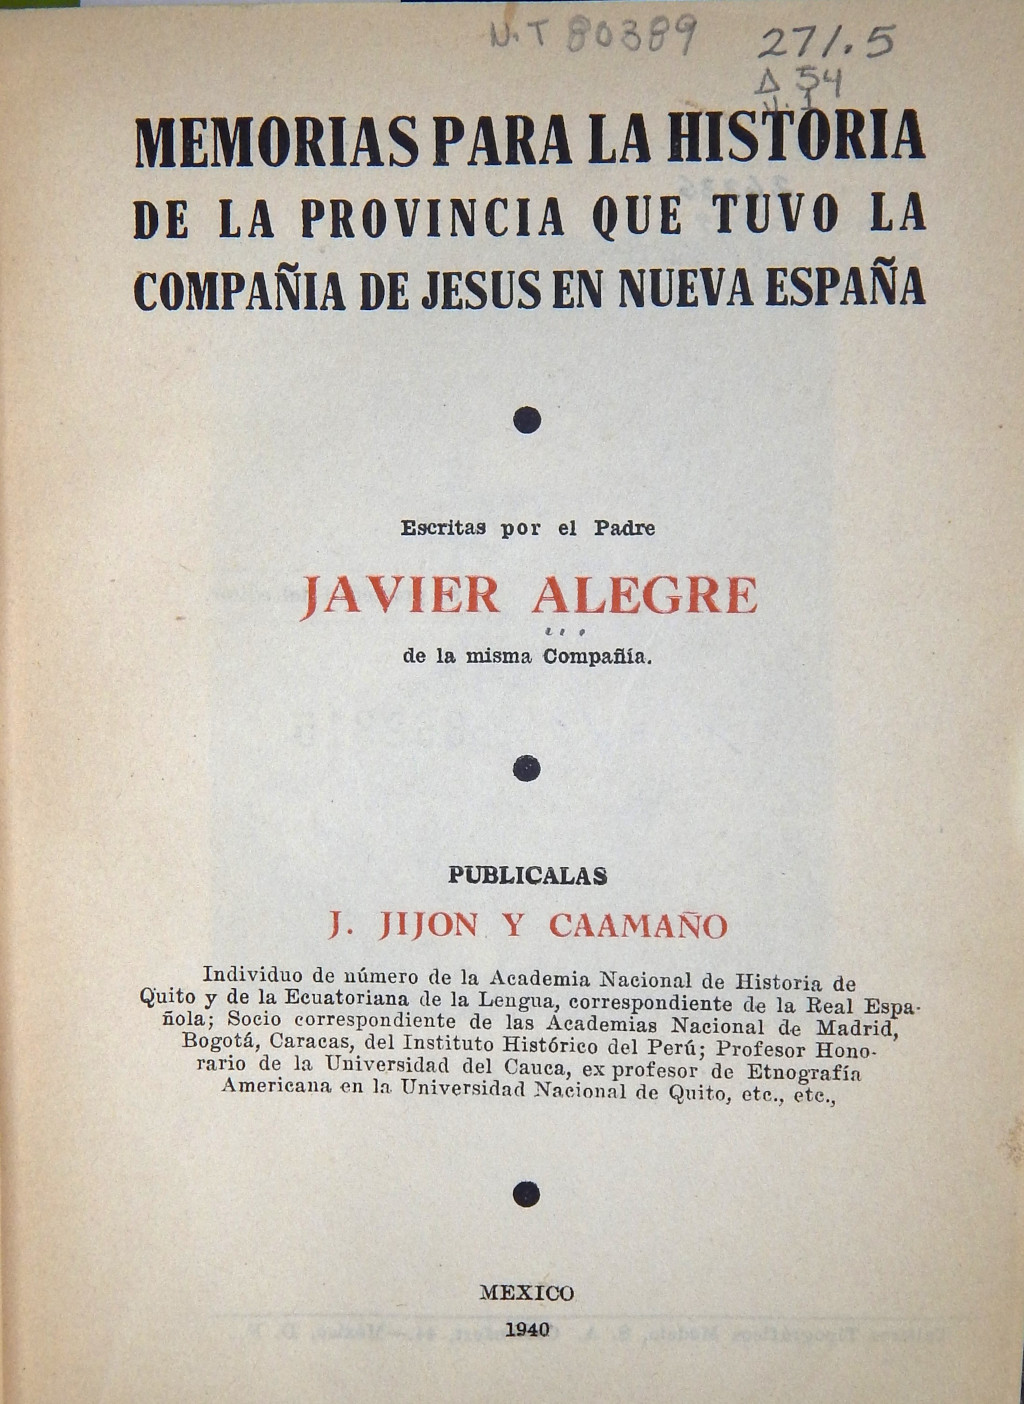 N.T 80389
271.5
54
v.1
MEMORIAS PARA LA HISTORIA
DE LA PROVINCIA QUE TUVO LA
COMPAÑIA DE JESUS EN NUEVA ESPAÑA
Escritas por el Padre
JAVIER ALEGRE
de la misma Compañía.
PUBLICALAS
J. JIJON Y CAAMAÑO
Individuo de número de la Academia Nacional de Historia de
Quito y de la Ecuatoriana de la Lengua, correspondiente de la Real Espa-
ñola; Socio correspondiente de las Academias Nacional de Madrid,
Bogotá, Caracas, del Instituto Histórico del Perú; Profesor Hono-
rario de la Universidad del Cauca, ex profesor de Etnografía
Americana en la Universidad Nacional de Quito, etc., etc.,
MEXICO
1940